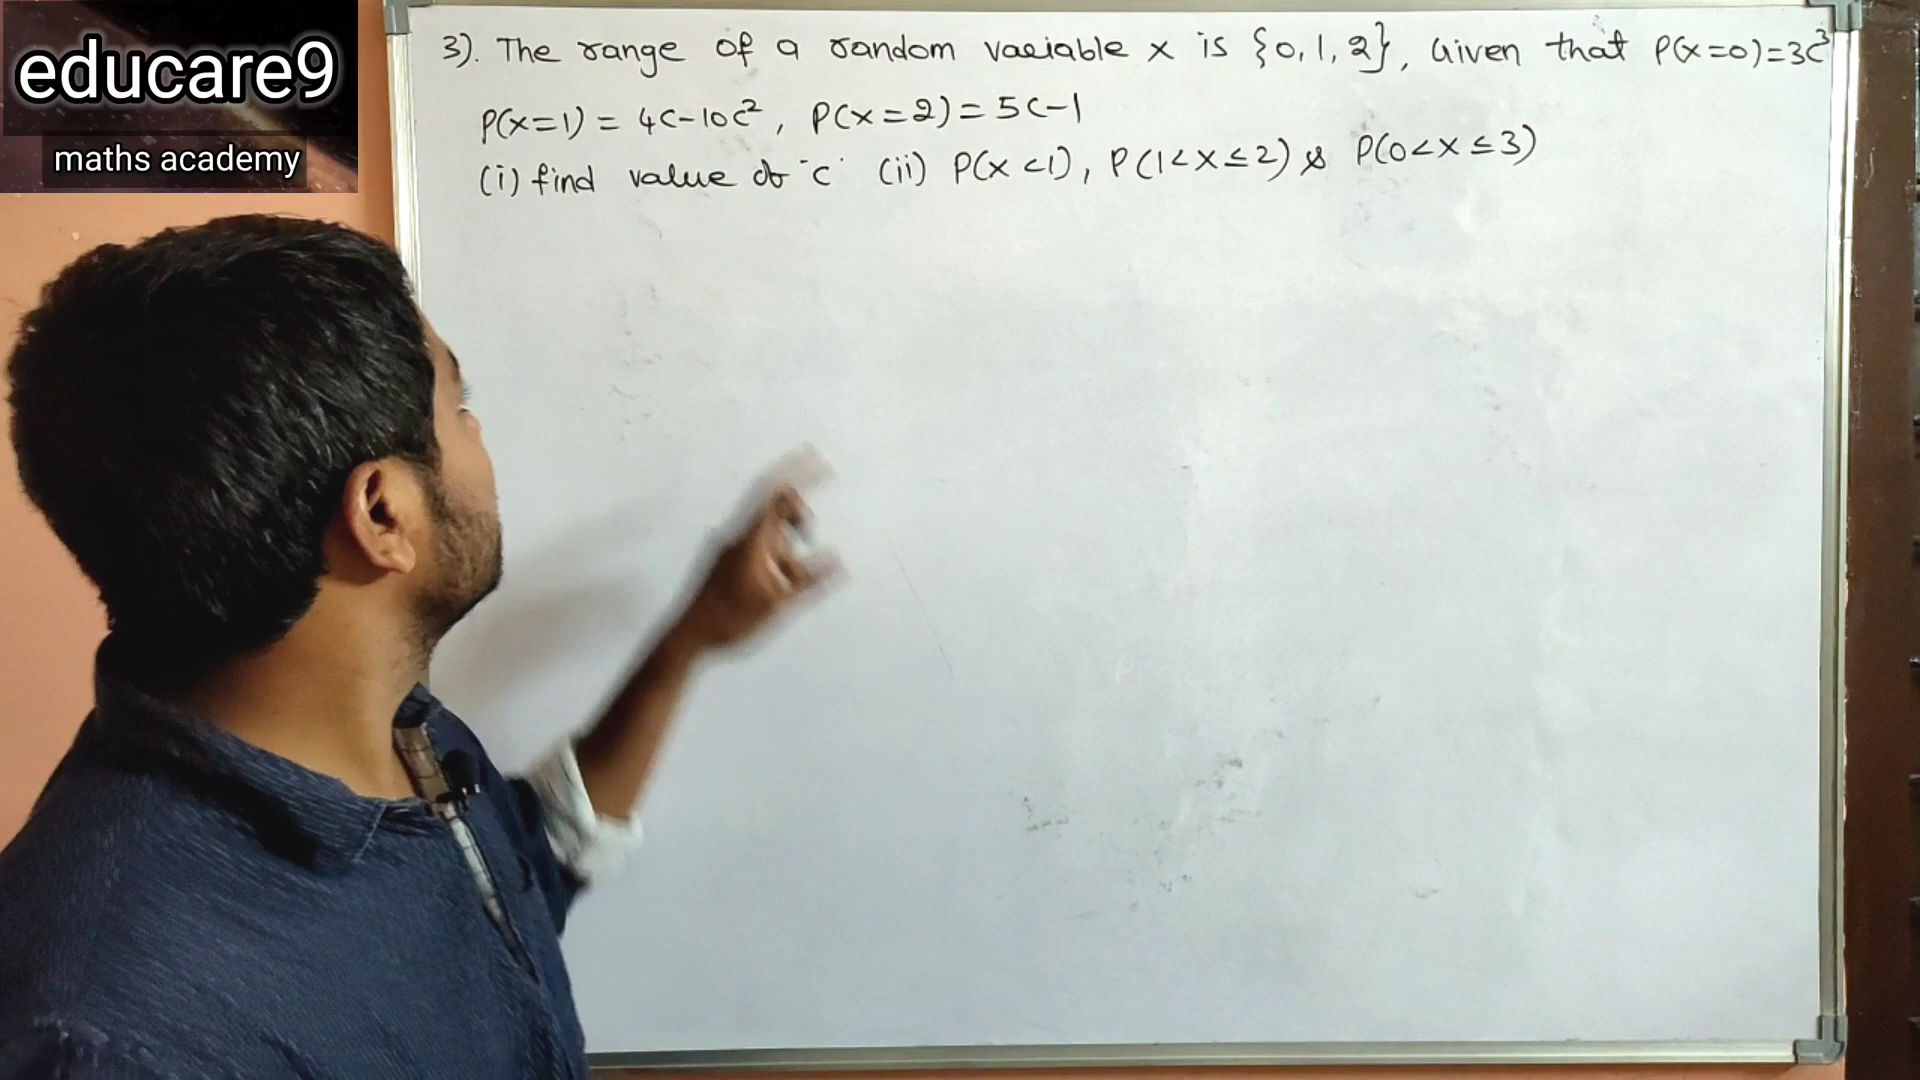 educare9
maths academy
3). The range of a random variable x is {0, 1, 2}, Given that P(x=0)=3c³
P(x=1) = 4c-10c², P(x=2)=5c-1
(i) find value of 'c' (ii) P(x<1), P(1<x≤2) & P(0<x≤3)